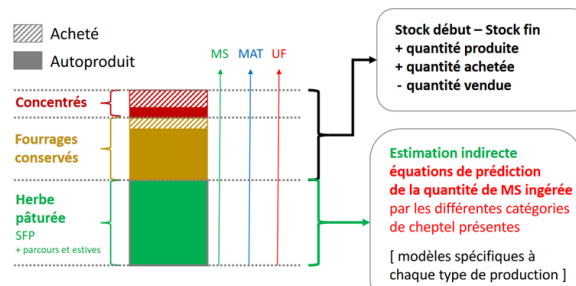 Acheté
Autoproduit
MS MAT UF
Concentrés
Fourrages
conservés
Herbe
pâturée
SFP
+ parcours et estives
Stock début – Stock fin
+ quantité produite
+ quantité achetée
- quantité vendue
Estimation indirecte
équations de prédiction
de la quantité de MS ingérée
par les différentes catégories
de cheptel présentes
[ modèles spécifiques à
chaque type de production ]